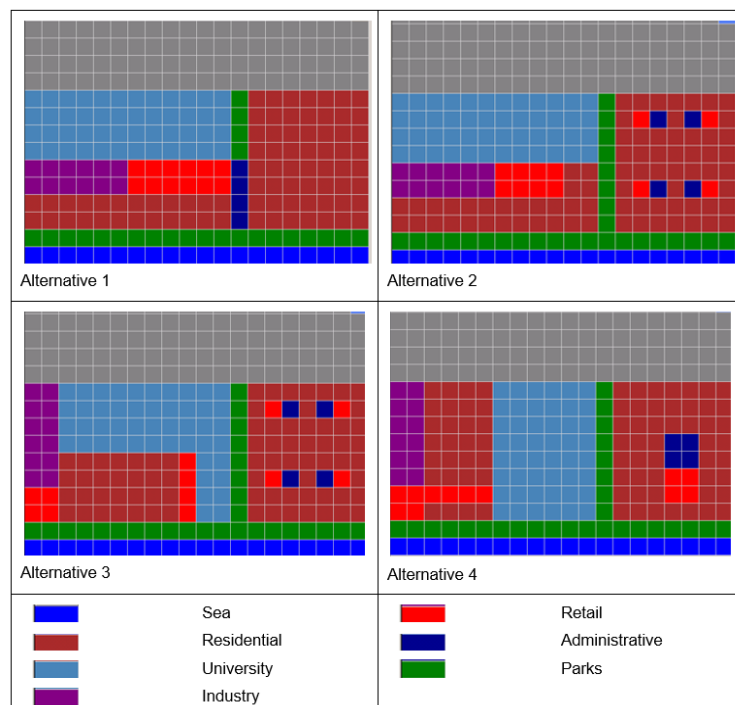 Alternative 1
Alternative 2
Alternative 3
Alternative 4
Sea
Retail
Residential
Administrative
University
Parks
Industry